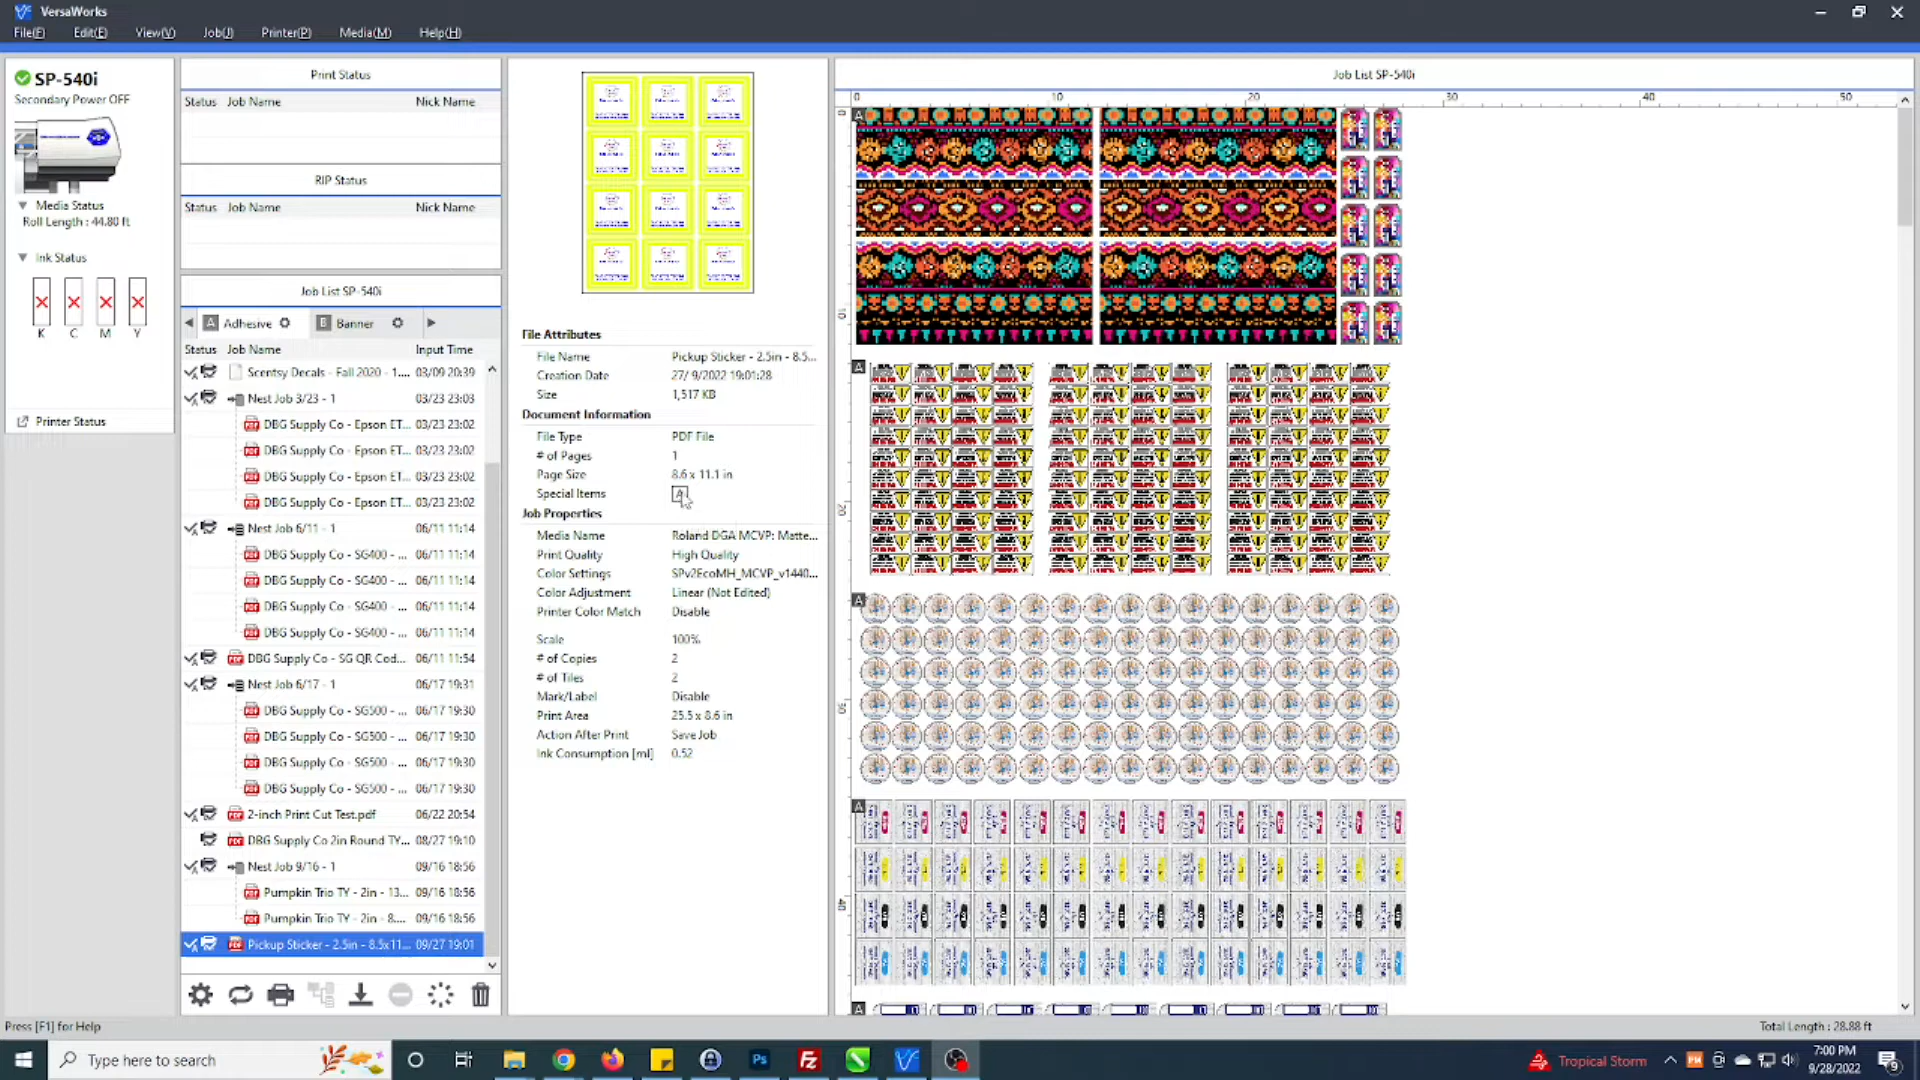 VersaWorks
File(F) Edit(E) View(V) Job(J) Printer(P) Media(M) Help(H)
SP-540i
Secondary Power OFF
Media Status
Roll Length : 44.80 ft
Ink Status
K C M Y
Printer Status
Print Status
Status Job Name Nick Name
RIP Status
Status Job Name Nick Name
Job List SP-540i
A Adhesive B Banner
Status Job Name Input Time
Scentsy Decals - Fall 2020 - 1.... 03/09 20:39
Nest Job 3/23 - 1 03/23 23:03
DBG Supply Co - Epson ET... 03/23 23:02
DBG Supply Co - Epson ET... 03/23 23:02
DBG Supply Co - Epson ET... 03/23 23:02
DBG Supply Co - Epson ET... 03/23 23:02
Nest Job 6/11 - 1 06/11 11:14
DBG Supply Co - SG400 - ... 06/11 11:14
DBG Supply Co - SG400 - ... 06/11 11:14
DBG Supply Co - SG400 - ... 06/11 11:14
DBG Supply Co - SG400 - ... 06/11 11:14
DBG Supply Co - SG QR Cod... 06/11 11:54
Nest Job 6/17 - 1 06/17 19:31
DBG Supply Co - SG500 - ... 06/17 19:30
DBG Supply Co - SG500 - ... 06/17 19:30
DBG Supply Co - SG500 - ... 06/17 19:30
DBG Supply Co - SG500 - ... 06/17 19:30
2-inch Print Cut Test.pdf 06/22 20:54
DBG Supply Co 2in Round TY... 08/27 19:10
Nest Job 9/16 - 1 09/16 18:56
Pumpkin Trio TY - 2in - 13... 09/16 18:56
Pumpkin Trio TY - 2in - 8.... 09/16 18:56
Pickup Sticker - 2.5in - 8.5x11... 09/27 19:01
File Attributes
File Name Pickup Sticker - 2.5in - 8.5...
Creation Date 27/ 9/2022 19:01:28
Size 1,517 KB
Document Information
File Type PDF File
# of Pages 1
Page Size 8.6 x 11.1 in
Special Items
Job Properties
Media Name Roland DGA MCVP: Matte...
Print Quality High Quality
Color Settings SPv2EcoMH_MCVP_v1440...
Color Adjustment Linear (Not Edited)
Printer Color Match Disable
Scale 100%
# of Copies 2
# of Tiles 2
Mark/Label Disable
Print Area 25.5 x 8.6 in
Action After Print Save Job
Ink Consumption [ml] 0.52
Job List SP-540i
0 10 20 30 40 50
0
10
20
30
40
A
A
A
A
A
Press [F1] for Help
Total Length : 28.88 ft
Type here to search
Ps
Fz
Tropical Storm
7:00 PM
9/28/2022
9